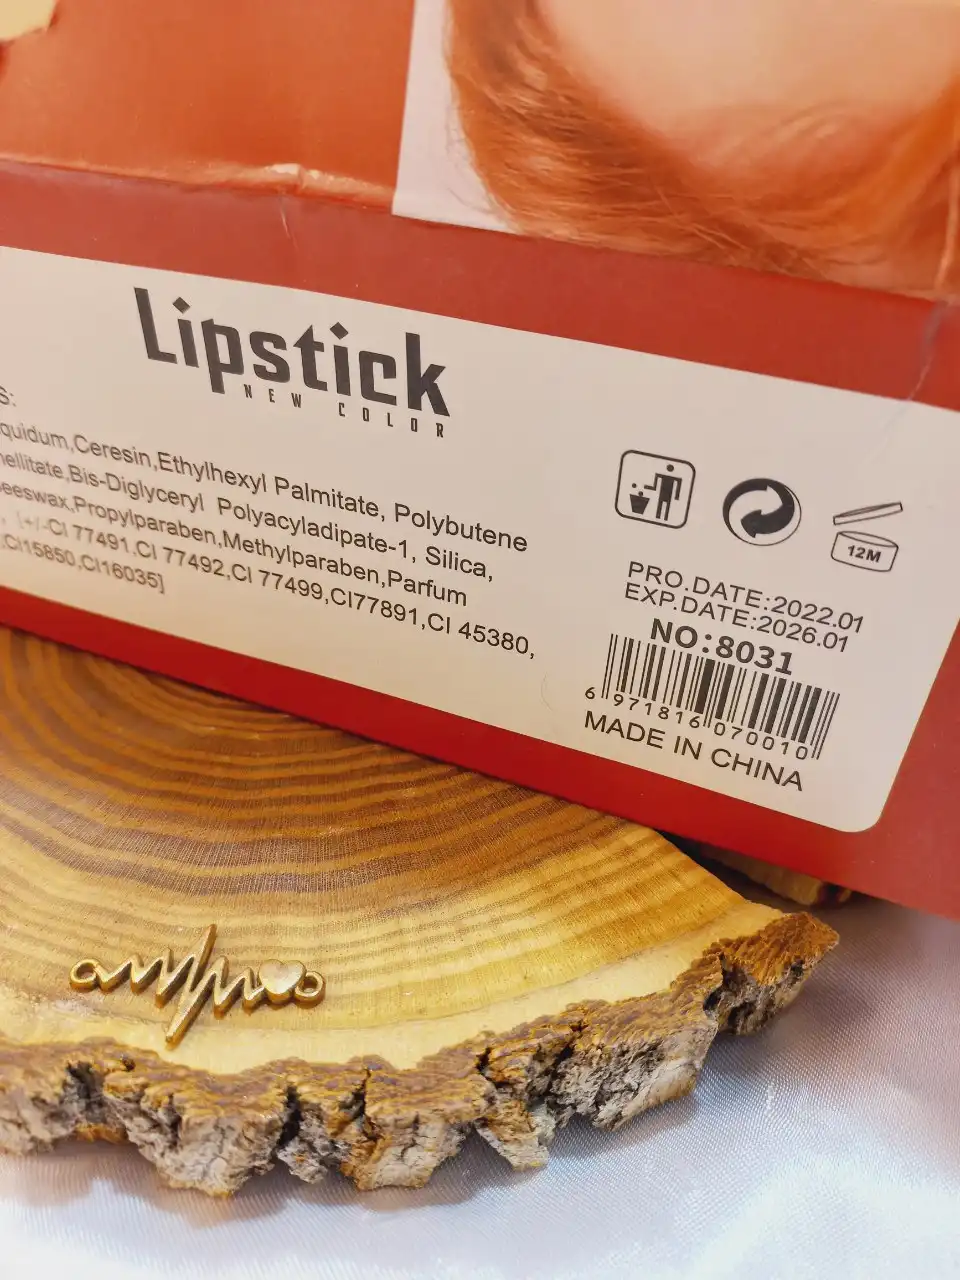 Lipstick
NEW COLOR
S:
quidum,Ceresin,Ethylhexyl Palmitate, Polybutene
nellitate,Bis-Diglyceryl Polyacyladipate-1, Silica,
Beeswax,Propylparaben,Methylparaben,Parfum
, [+/-CI 77491,CI 77492,CI 77499,CI77891,CI 45380,
,CI15850,CI16035]
12M
PRO.DATE:2022.01
EXP.DATE:2026.01
NO:8031
6 971816 070010
MADE IN CHINA